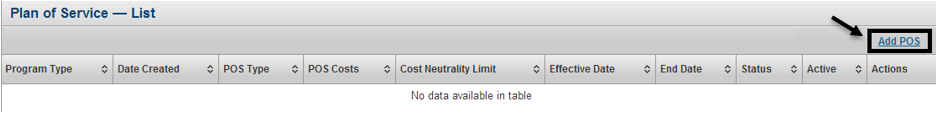 Plan of Service — List
Add POS
Program Type Date Created POS Type POS Costs Cost Neutrality Limit Effective Date End Date Status Active Actions
No data available in table